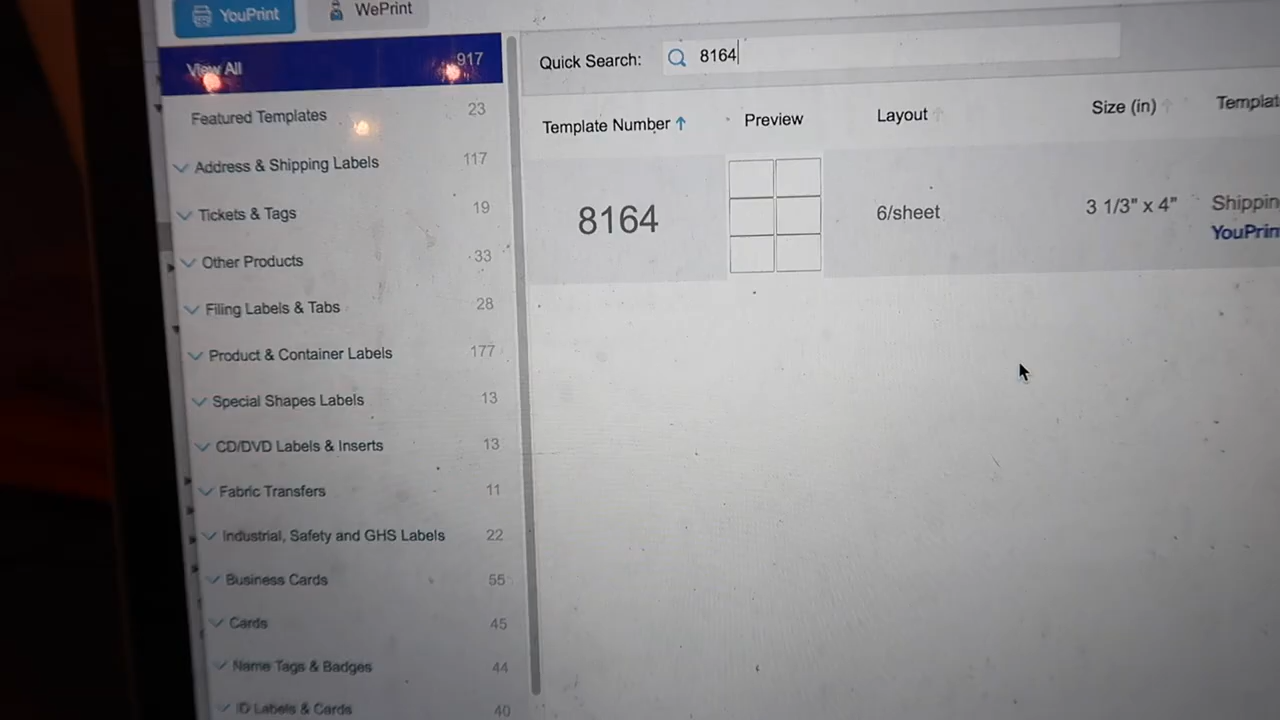 YouPrint
WePrint
View All 917
Featured Templates 23
Address & Shipping Labels 117
Tickets & Tags 19
Other Products 33
Filing Labels & Tabs 28
Product & Container Labels 177
Special Shapes Labels 13
CD/DVD Labels & Inserts 13
Fabric Transfers 11
Industrial, Safety and GHS Labels 22
Business Cards 55
Cards 45
Name Tags & Badges 44
ID Labels & Cards 40
Quick Search: 8164
Template Number Preview Layout Size (in) Templat
8164 6/sheet 3 1/3" x 4" Shippin
YouPrin